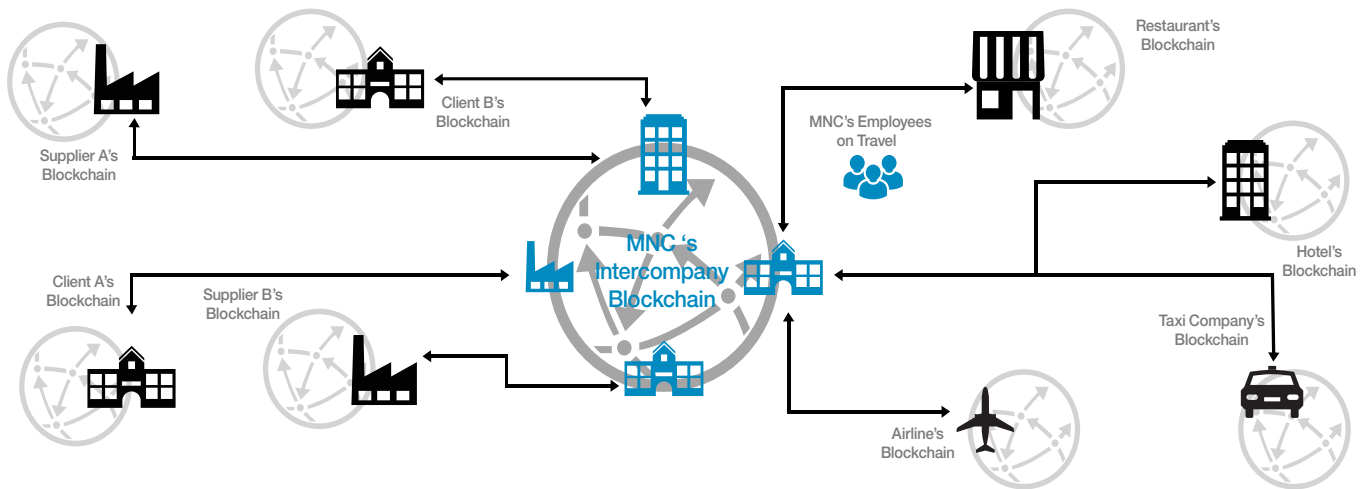 Supplier A's
Blockchain
Client B's
Blockchain
Restaurant's
Blockchain
MNC's Employees
on Travel
MNC 's
Intercompany
Blockchain
Hotel's
Blockchain
Client A's
Blockchain
Supplier B's
Blockchain
Taxi Company's
Blockchain
Airline's
Blockchain